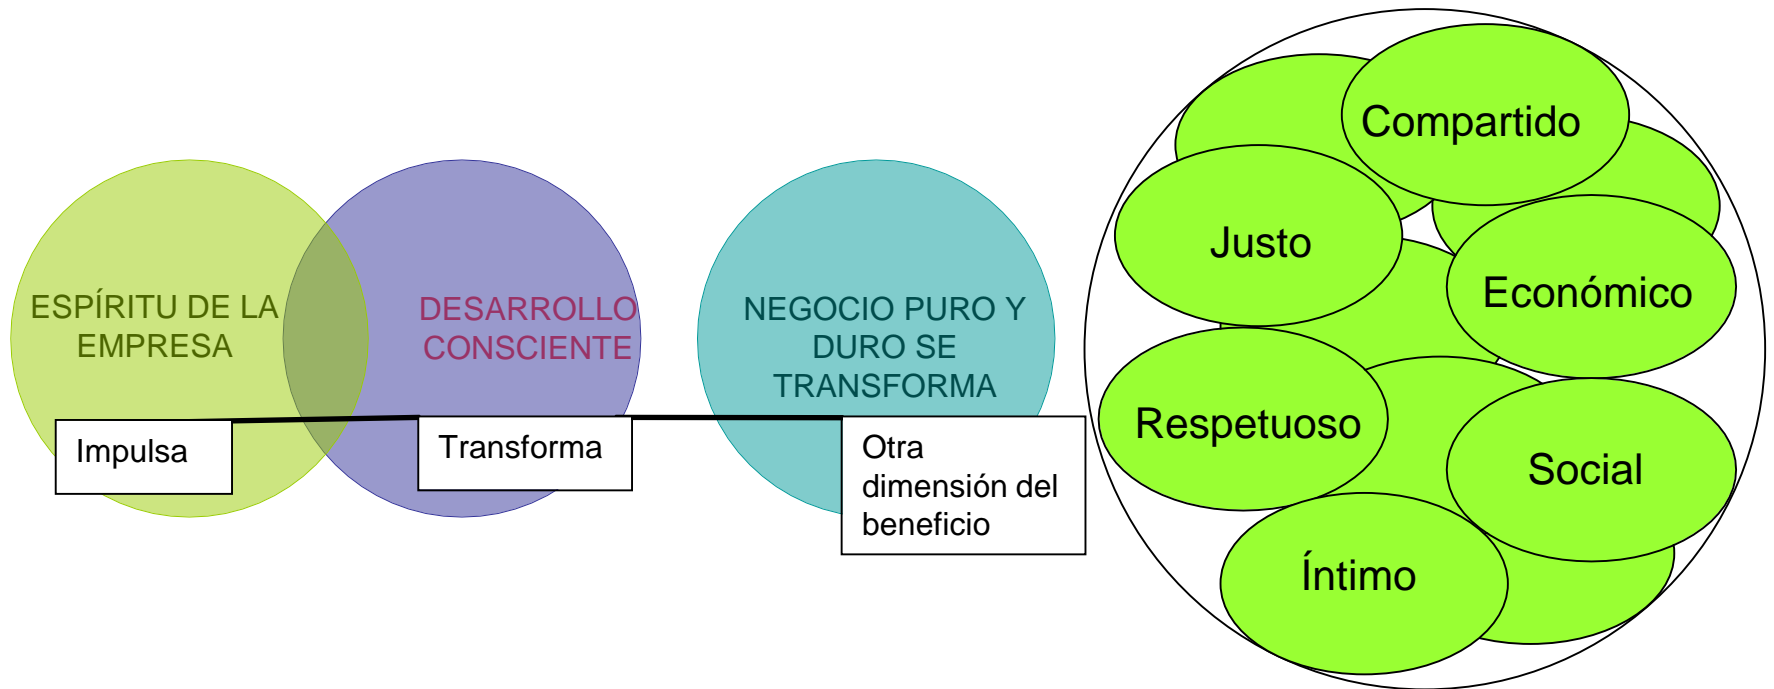 ESPÍRITU DE LA
EMPRESA
Impulsa
DESARROLLO
CONSCIENTE
Transforma
NEGOCIO PURO Y
DURO SE
TRANSFORMA
Otra
dimensión del
beneficio
Compartido
Justo
Económico
Respetuoso
Social
Íntimo